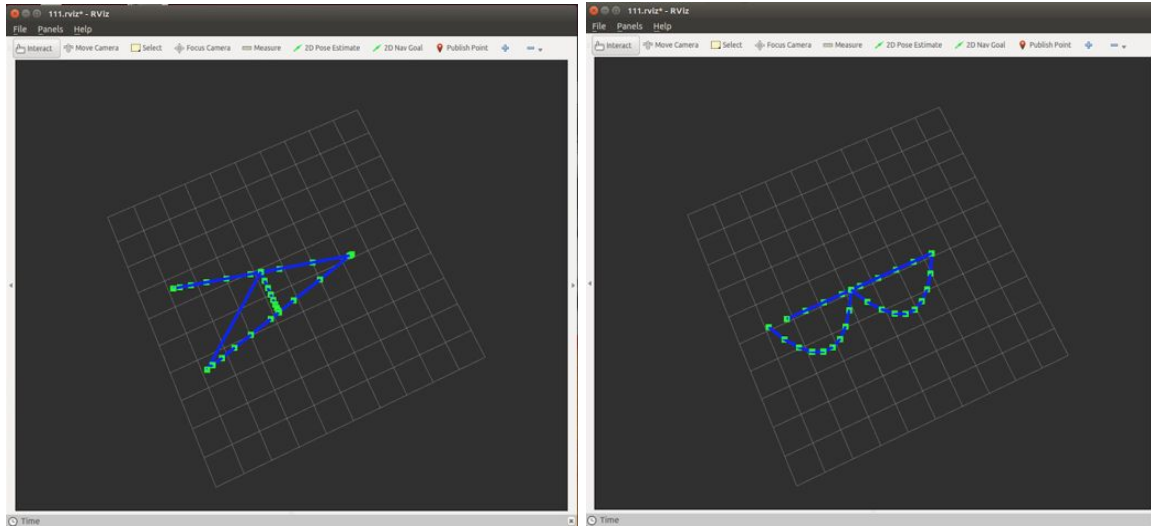 111.rviz* - RViz
File Panels Help
Interact Move Camera Select Focus Camera Measure 2D Pose Estimate 2D Nav Goal Publish Point
A
Time
111.rviz* - RViz
File Panels Help
Interact Move Camera Select Focus Camera Measure 2D Pose Estimate 2D Nav Goal Publish Point
B
Time